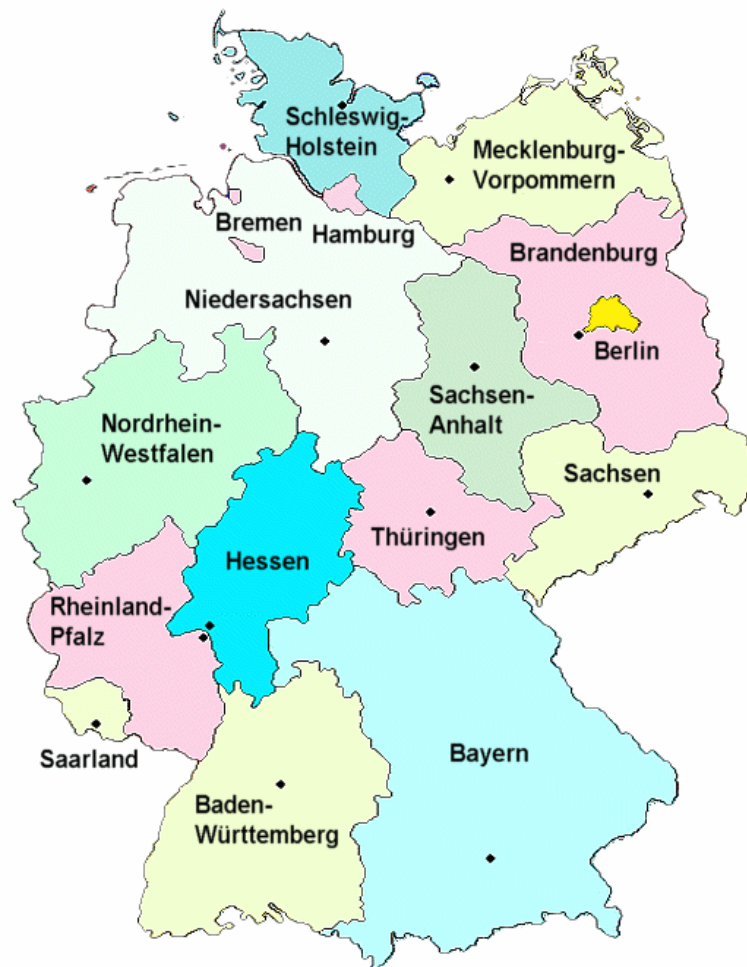 Schleswig-
Holstein
Mecklenburg-
Vorpommern
Bremen
Hamburg
Brandenburg
Niedersachsen
Berlin
Sachsen-
Anhalt
Nordrhein-
Westfalen
Sachsen
Thüringen
Hessen
Rheinland-
Pfalz
Saarland
Bayern
Baden-
Württemberg